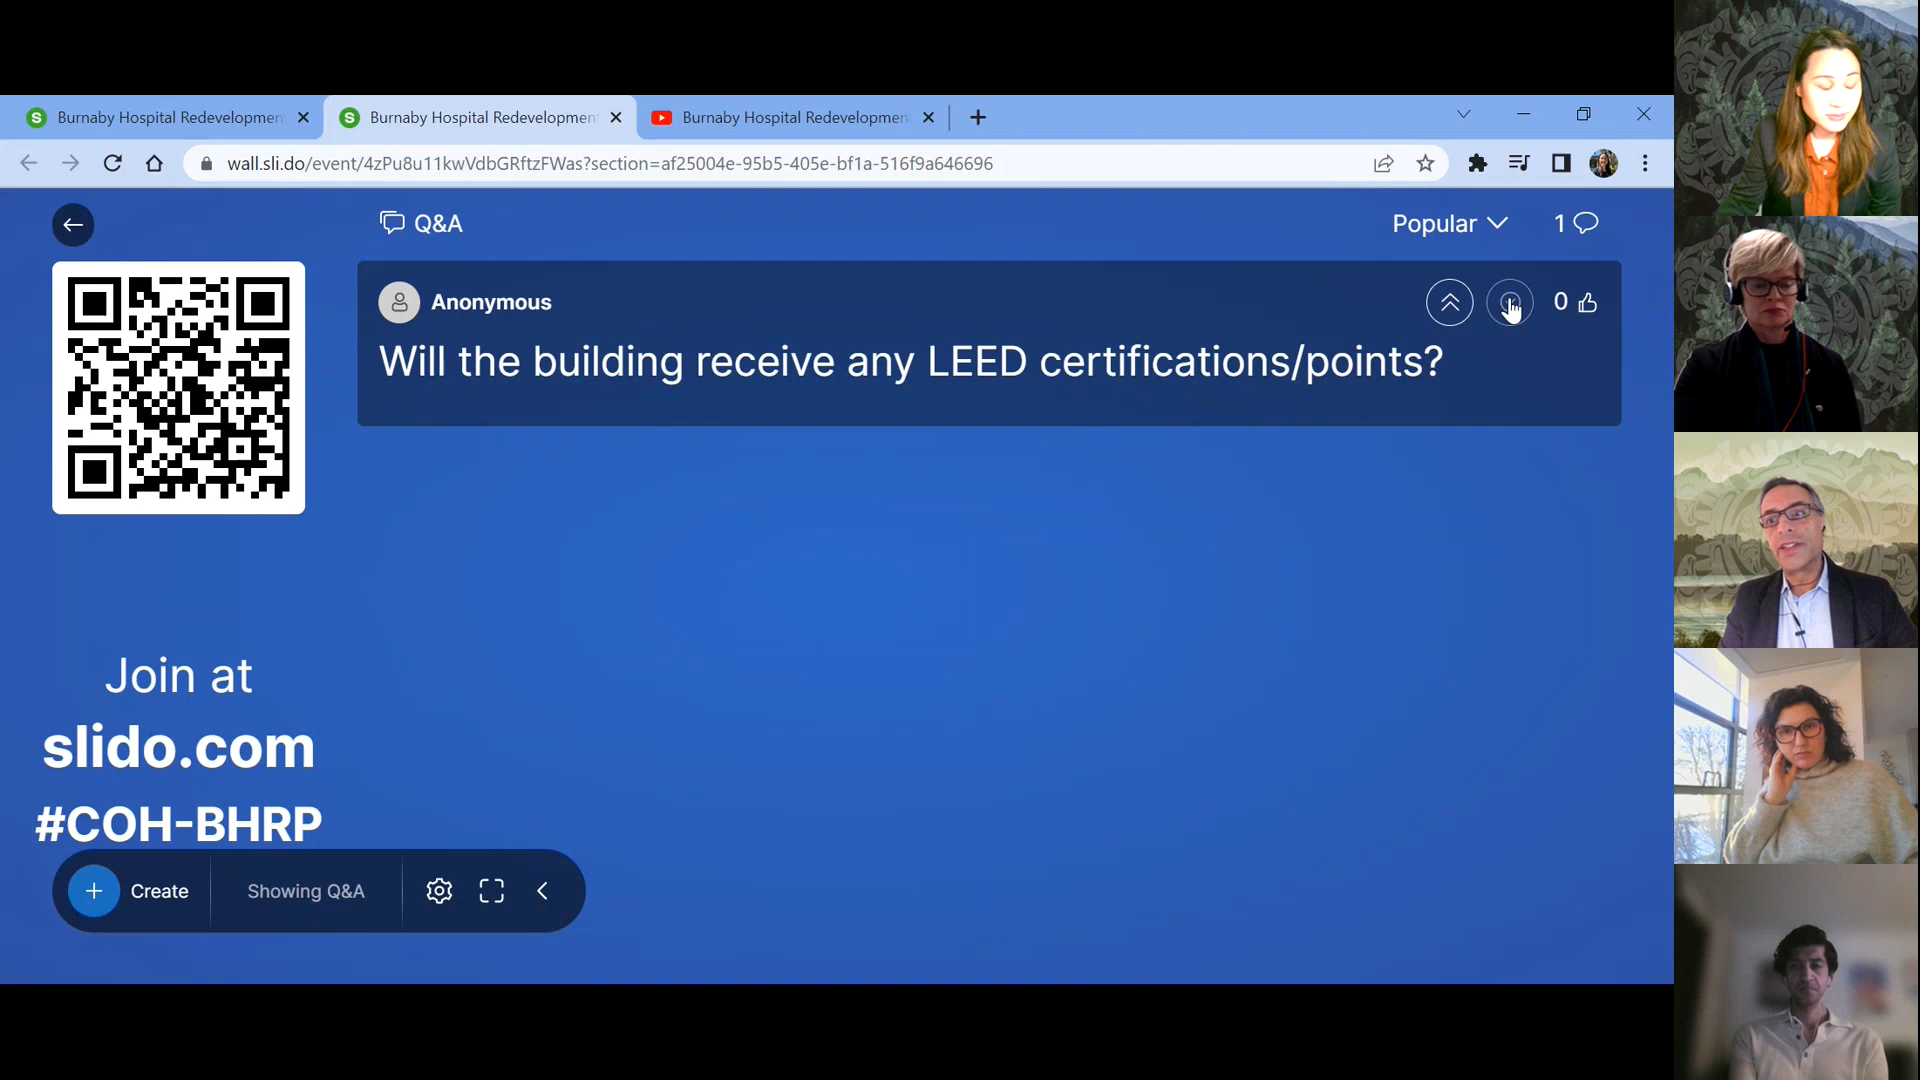 Burnaby Hospital Redevelopmen
Burnaby Hospital Redevelopmen
Burnaby Hospital Redevelopmen
wall.sli.do/event/4zPu8u11kwVdbGRftzFWas?section=af25004e-95b5-405e-bf1a-516f9a646696
Q&A
Popular
1
Anonymous
0
Will the building receive any LEED certifications/points?
Join at
slido.com
#COH-BHRP
Create
Showing Q&A